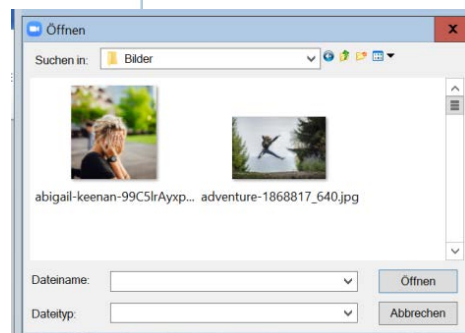 Öffnen
Suchen in: Bilder
abigail-keenan-99C5lrAyxp... adventure-1868817_640.jpg
Dateiname: Öffnen
Dateityp: Abbrechen